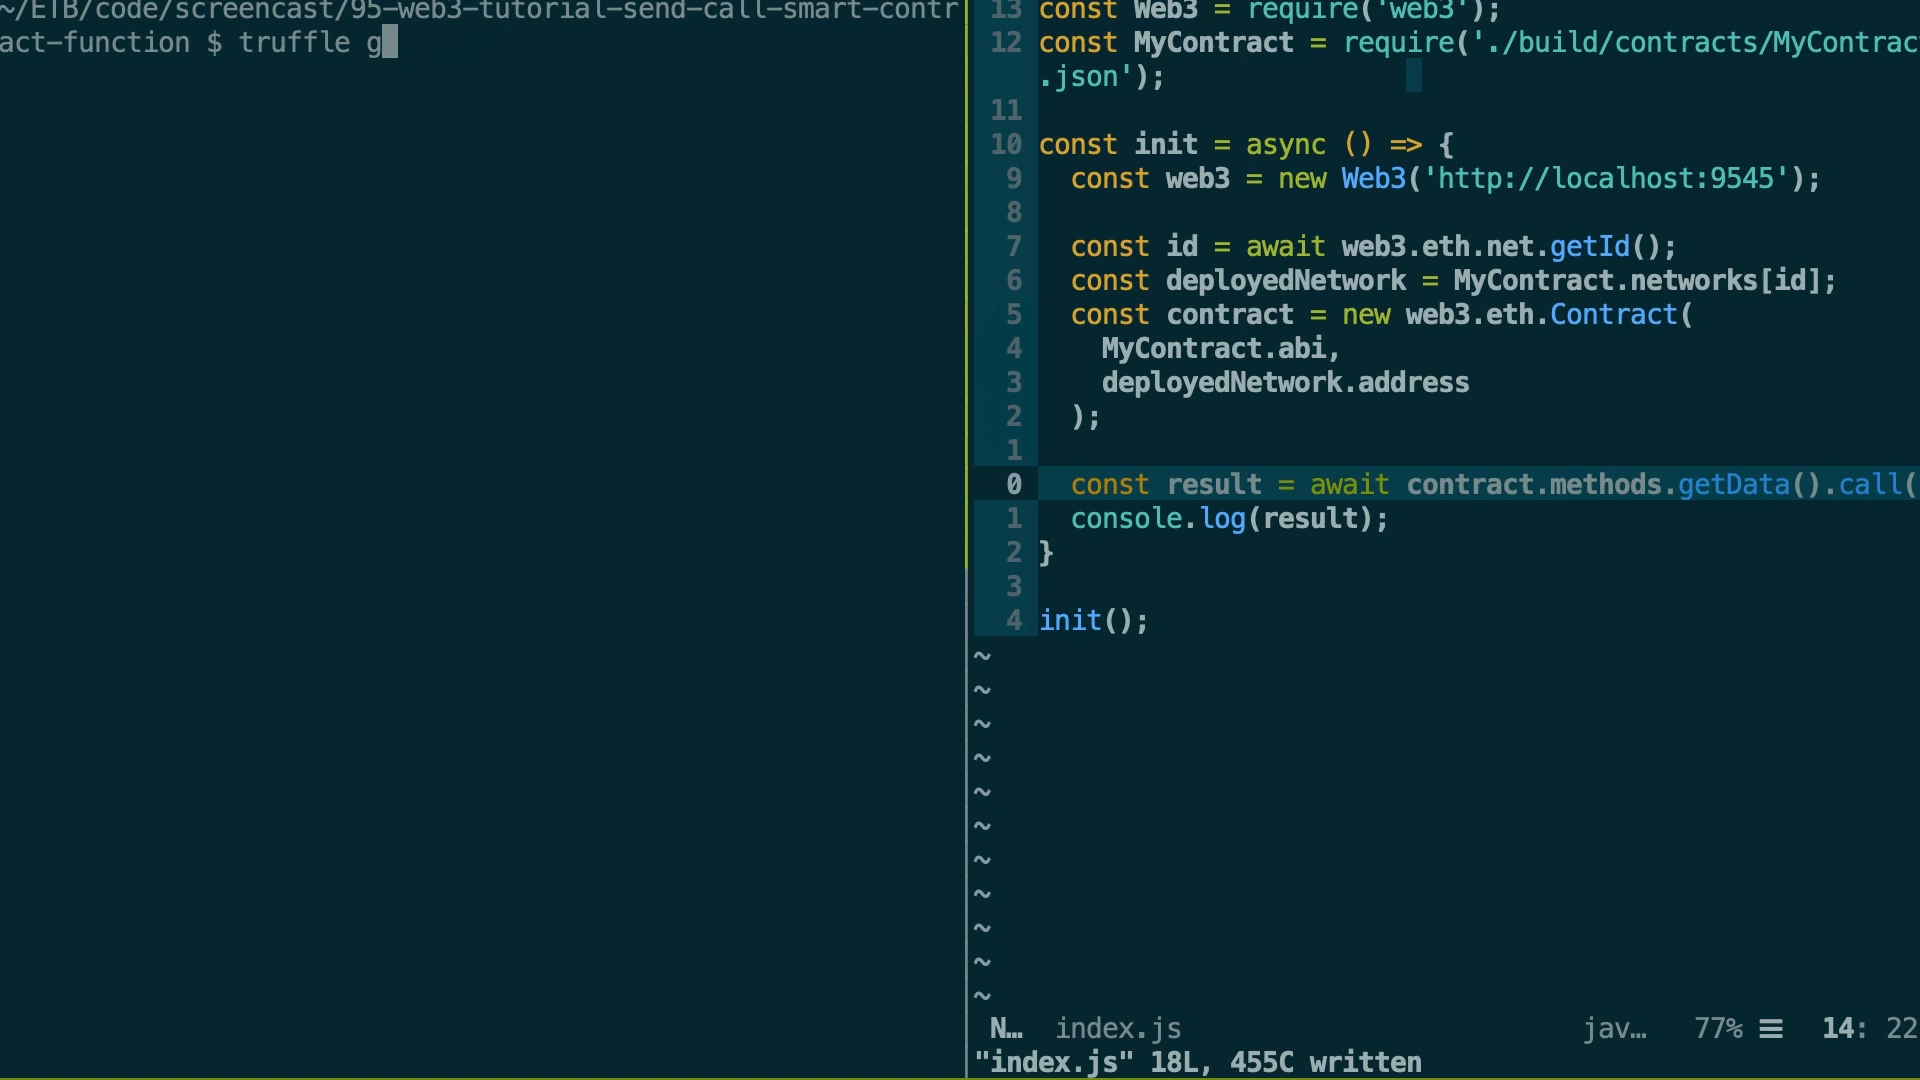 ~/ETB/code/screencast/95-web3-tutorial-send-call-smart-contr
act-function $ truffle g
13 const Web3 = require('web3');
12 const MyContract = require('./build/contracts/MyContrac
.json');
11
10 const init = async () => {
9 const web3 = new Web3('http://localhost:9545');
8
7 const id = await web3.eth.net.getId();
6 const deployedNetwork = MyContract.networks[id];
5 const contract = new web3.eth.Contract(
4 MyContract.abi,
3 deployedNetwork.address
2 );
1
0 const result = await contract.methods.getData().call(
1 console.log(result);
2 }
3
4 init();
~
~
~
~
~
~
~
~
~
~
~
N… index.js jav… 77% ☰ 14: 22
"index.js" 18L, 455C written